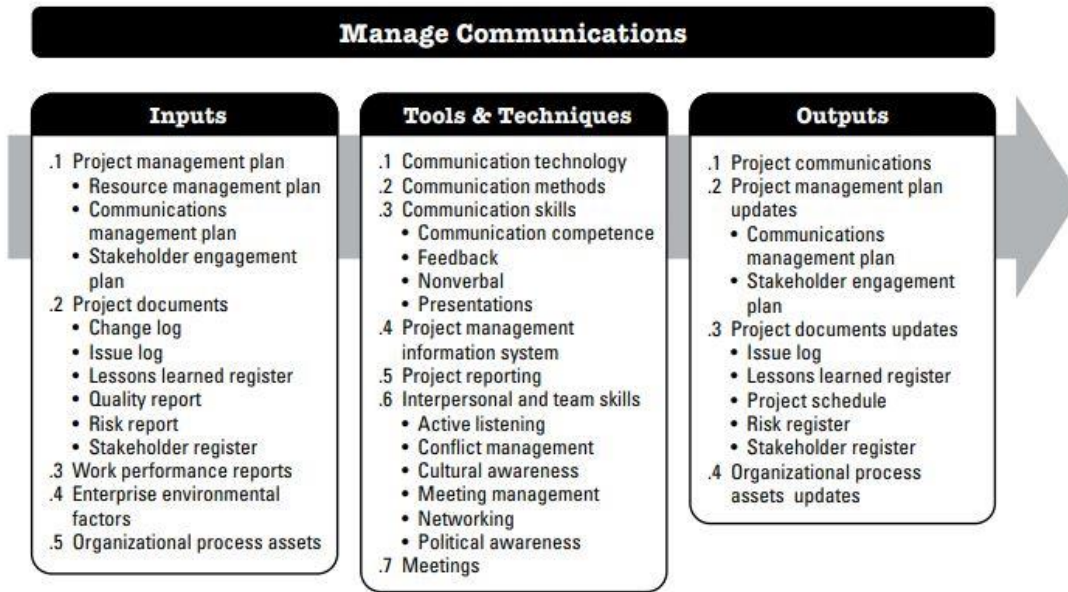 Manage Communications
Inputs
.1 Project management plan
• Resource management plan
• Communications
management plan
• Stakeholder engagement
plan
.2 Project documents
• Change log
• Issue log
• Lessons learned register
• Quality report
• Risk report
• Stakeholder register
.3 Work performance reports
.4 Enterprise environmental
factors
.5 Organizational process assets
Tools & Techniques
.1 Communication technology
.2 Communication methods
.3 Communication skills
• Communication competence
• Feedback
• Nonverbal
• Presentations
.4 Project management
information system
.5 Project reporting
.6 Interpersonal and team skills
• Active listening
• Conflict management
• Cultural awareness
• Meeting management
• Networking
• Political awareness
.7 Meetings
Outputs
.1 Project communications
.2 Project management plan
updates
• Communications
management plan
• Stakeholder engagement
plan
.3 Project documents updates
• Issue log
• Lessons learned register
• Project schedule
• Risk register
• Stakeholder register
.4 Organizational process
assets updates